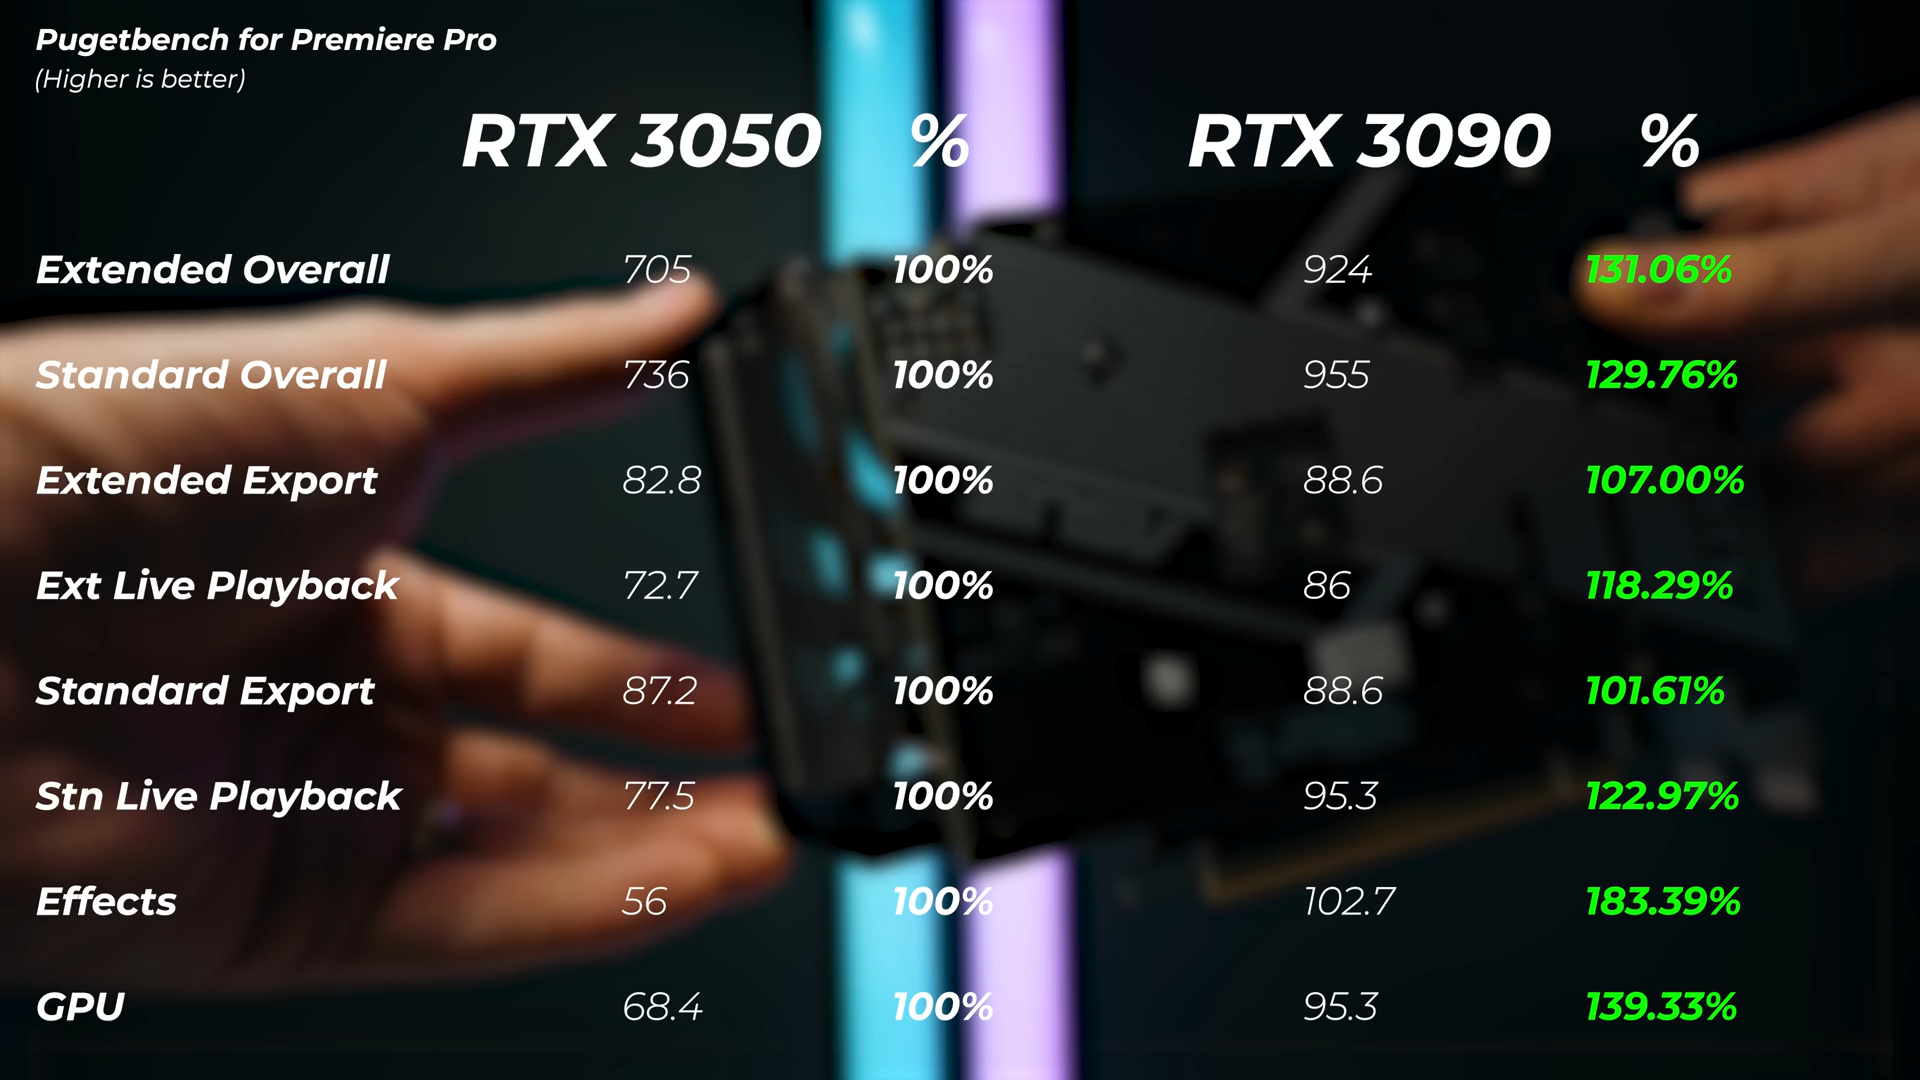 Pugetbench for Premiere Pro
(Higher is better)
RTX 3050 % RTX 3090 %
Extended Overall 705 100% 924 131.06%
Standard Overall 736 100% 955 129.76%
Extended Export 82.8 100% 88.6 107.00%
Ext Live Playback 72.7 100% 86 118.29%
Standard Export 87.2 100% 88.6 101.61%
Stn Live Playback 77.5 100% 95.3 122.97%
Effects 56 100% 102.7 183.39%
GPU 68.4 100% 95.3 139.33%